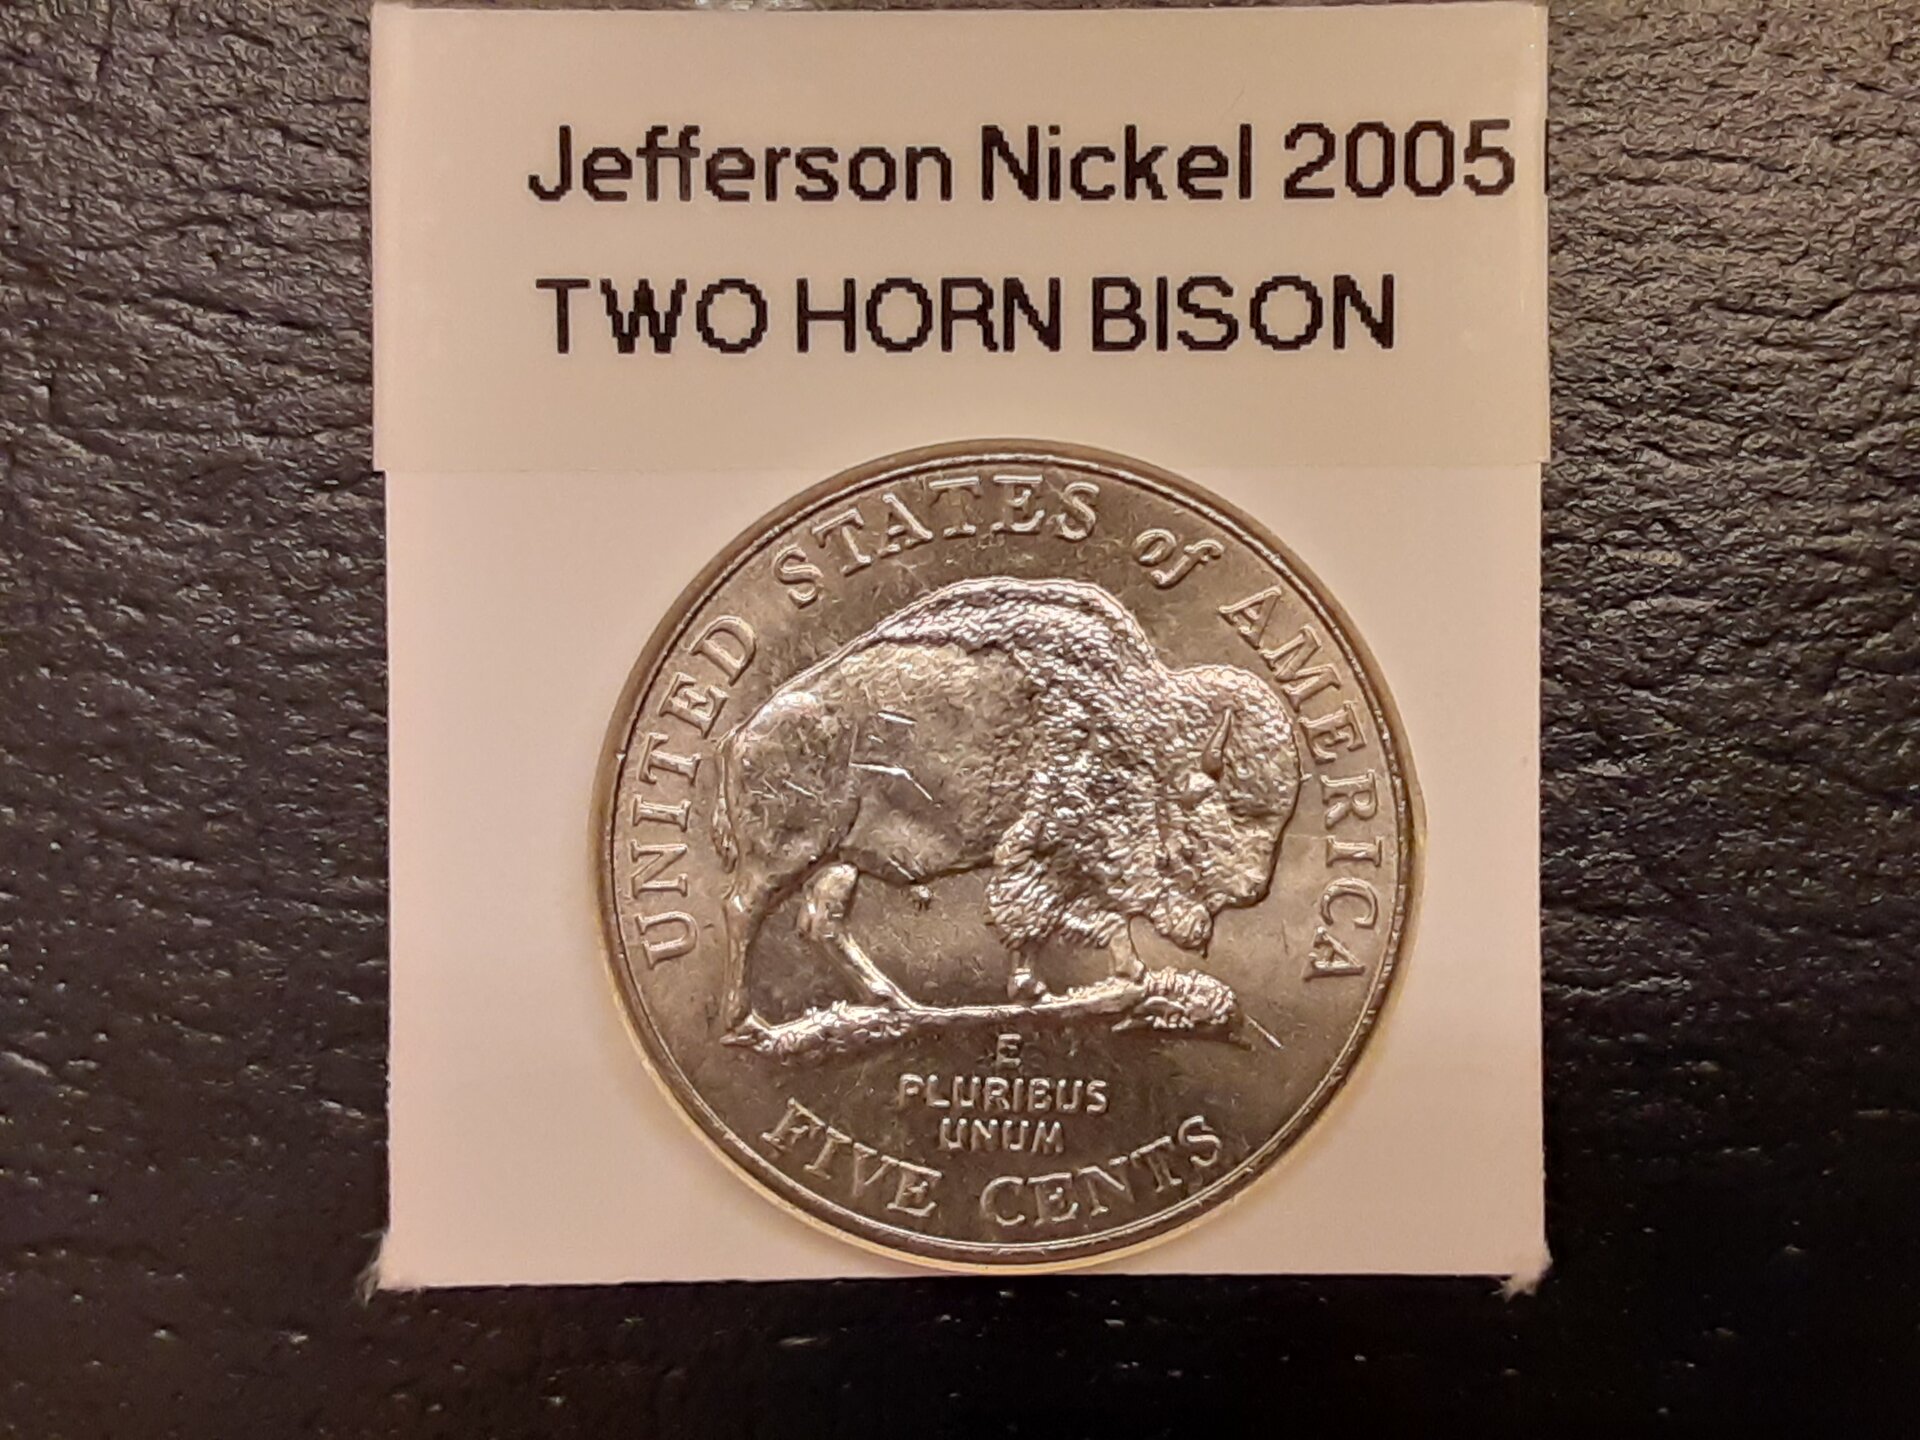 Jefferson Nickel 2005
TWO HORN BISON
UNITED STATES of AMERICA
E
PLURIBUS
UNUM
FIVE CENTS